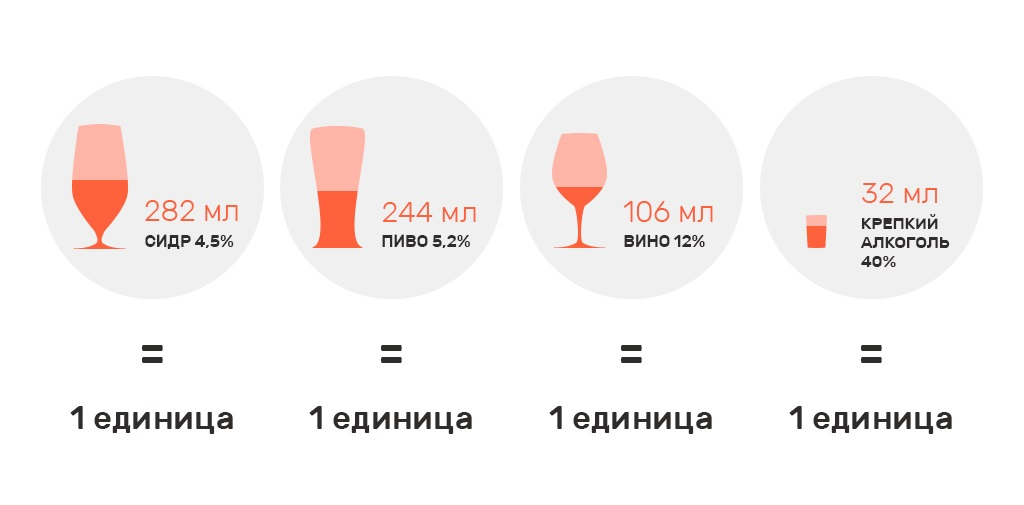 282 мл
СИДР 4,5%
244 мл
ПИВО 5,2%
106 мл
ВИНО 12%
32 мл
КРЕПКИЙ
АЛКОГОЛЬ
40%
= = = =
1 единица 1 единица 1 единица 1 единица